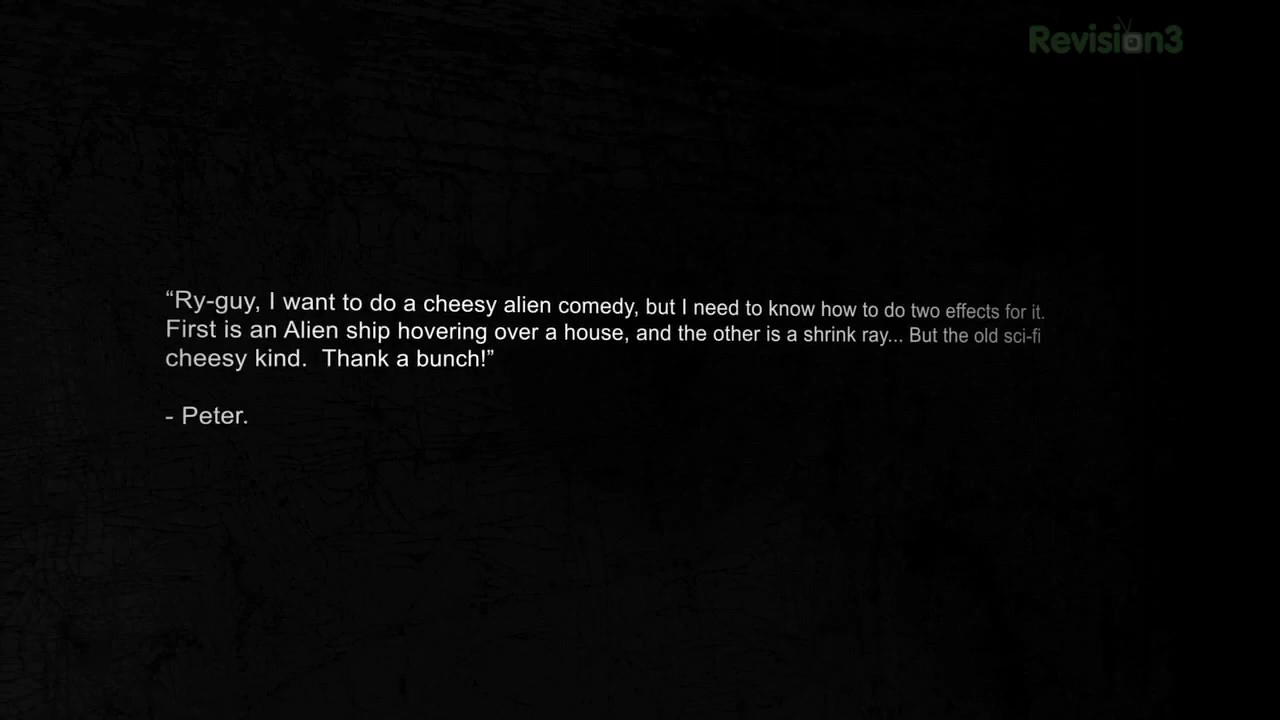 Revision3
“Ry-guy, I want to do a cheesy alien comedy, but I need to know how to do two effects for it.
First is an Alien ship hovering over a house, and the other is a shrink ray... But the old sci-fi
cheesy kind.  Thank a bunch!”
- Peter.